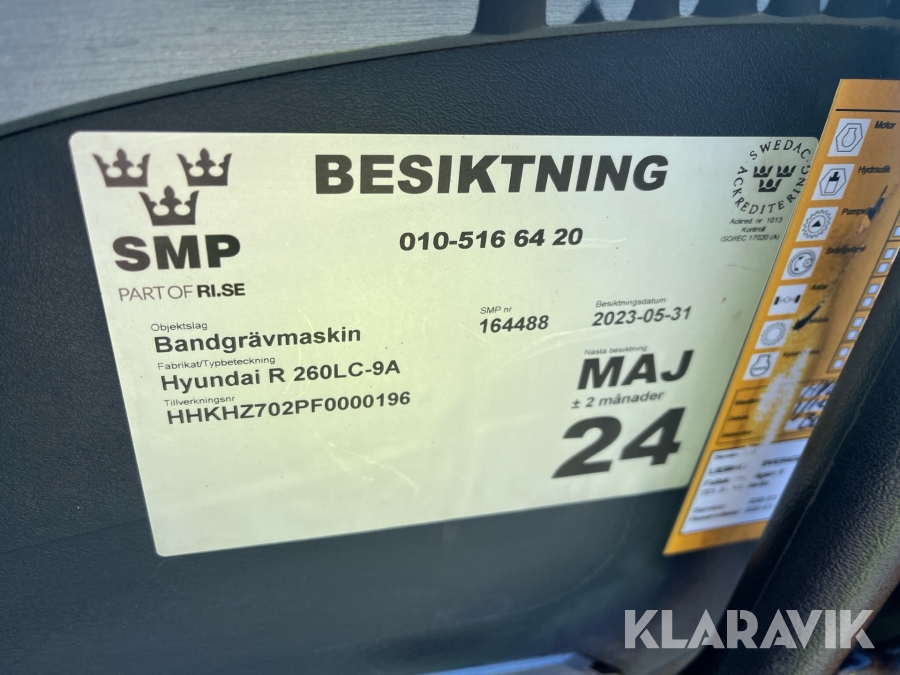 BESIKTNING
010-516 64 20
SMP
PART OF RI.SE
SWEDAC
ACKREDITERING
Ackred. nr. 1013
Kontroll
ISO/IEC 17020 (A)
Objektslag
Bandgrävmaskin
Fabrikat/Typbeteckning
Hyundai R 260LC-9A
Tillverkningsnr
HHKHZ702PF0000196
SMP nr
164488
Besiktningsdatum
2023-05-31
Nästa besiktning
MAJ
± 2 månader
24
Motor
Hydraulik
KLARAVIK